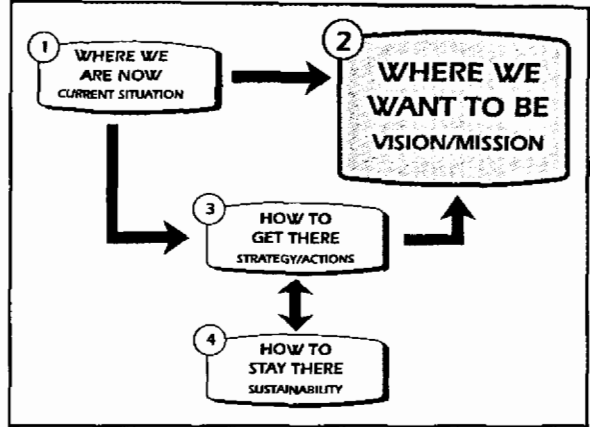 1
WHERE WE
ARE NOW
CURRENT SITUATION
2
WHERE WE
WANT TO BE
VISION/MISSION
3
HOW TO
GET THERE
STRATEGY/ACTIONS
4
HOW TO
STAY THERE
SUSTAINABILITY